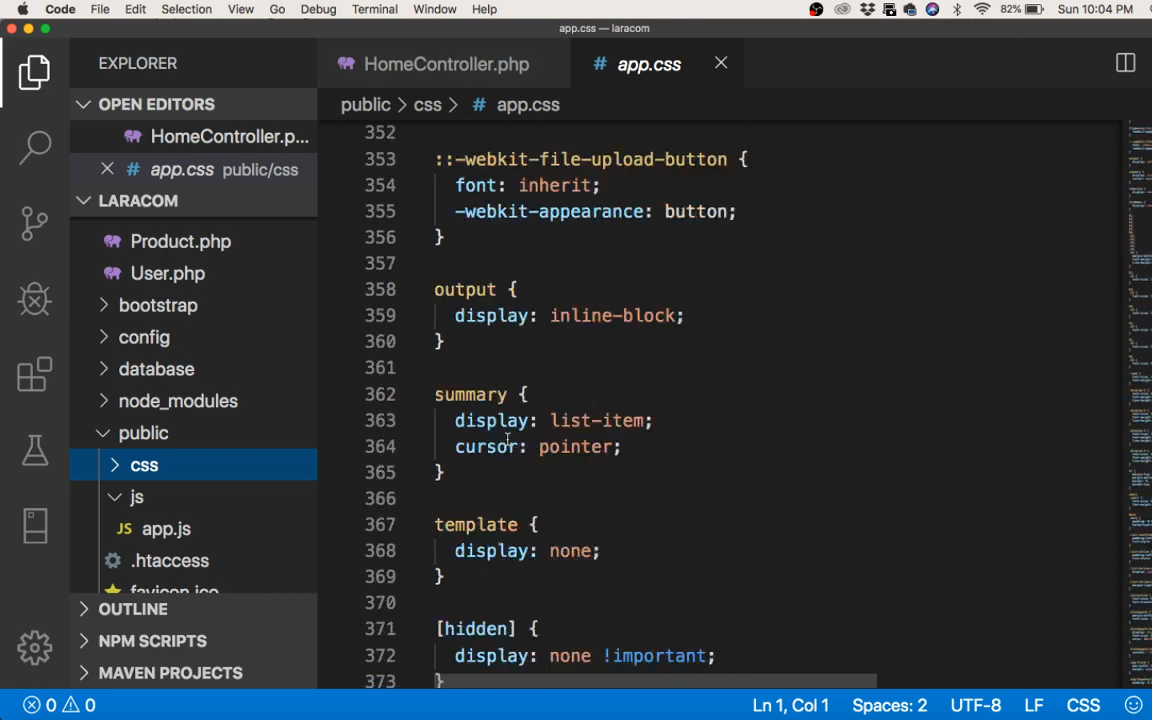 Code File Edit Selection View Go Debug Terminal Window Help 82% Sun 10:04 PM
app.css — laracom
EXPLORER
OPEN EDITORS
HomeController.p...
app.css public/css
LARACOM
Product.php
User.php
bootstrap
config
database
node_modules
public
css
js
JS app.js
.htaccess
favicon.ico
OUTLINE
NPM SCRIPTS
MAVEN PROJECTS
HomeController.php
# app.css
public > css > # app.css
352
353 ::-webkit-file-upload-button {
354 font: inherit;
355 -webkit-appearance: button;
356 }
357
358 output {
359 display: inline-block;
360 }
361
362 summary {
363 display: list-item;
364 cursor: pointer;
365 }
366
367 template {
368 display: none;
369 }
370
371 [hidden] {
372 display: none !important;
373 }
0 0 Ln 1, Col 1 Spaces: 2 UTF-8 LF CSS